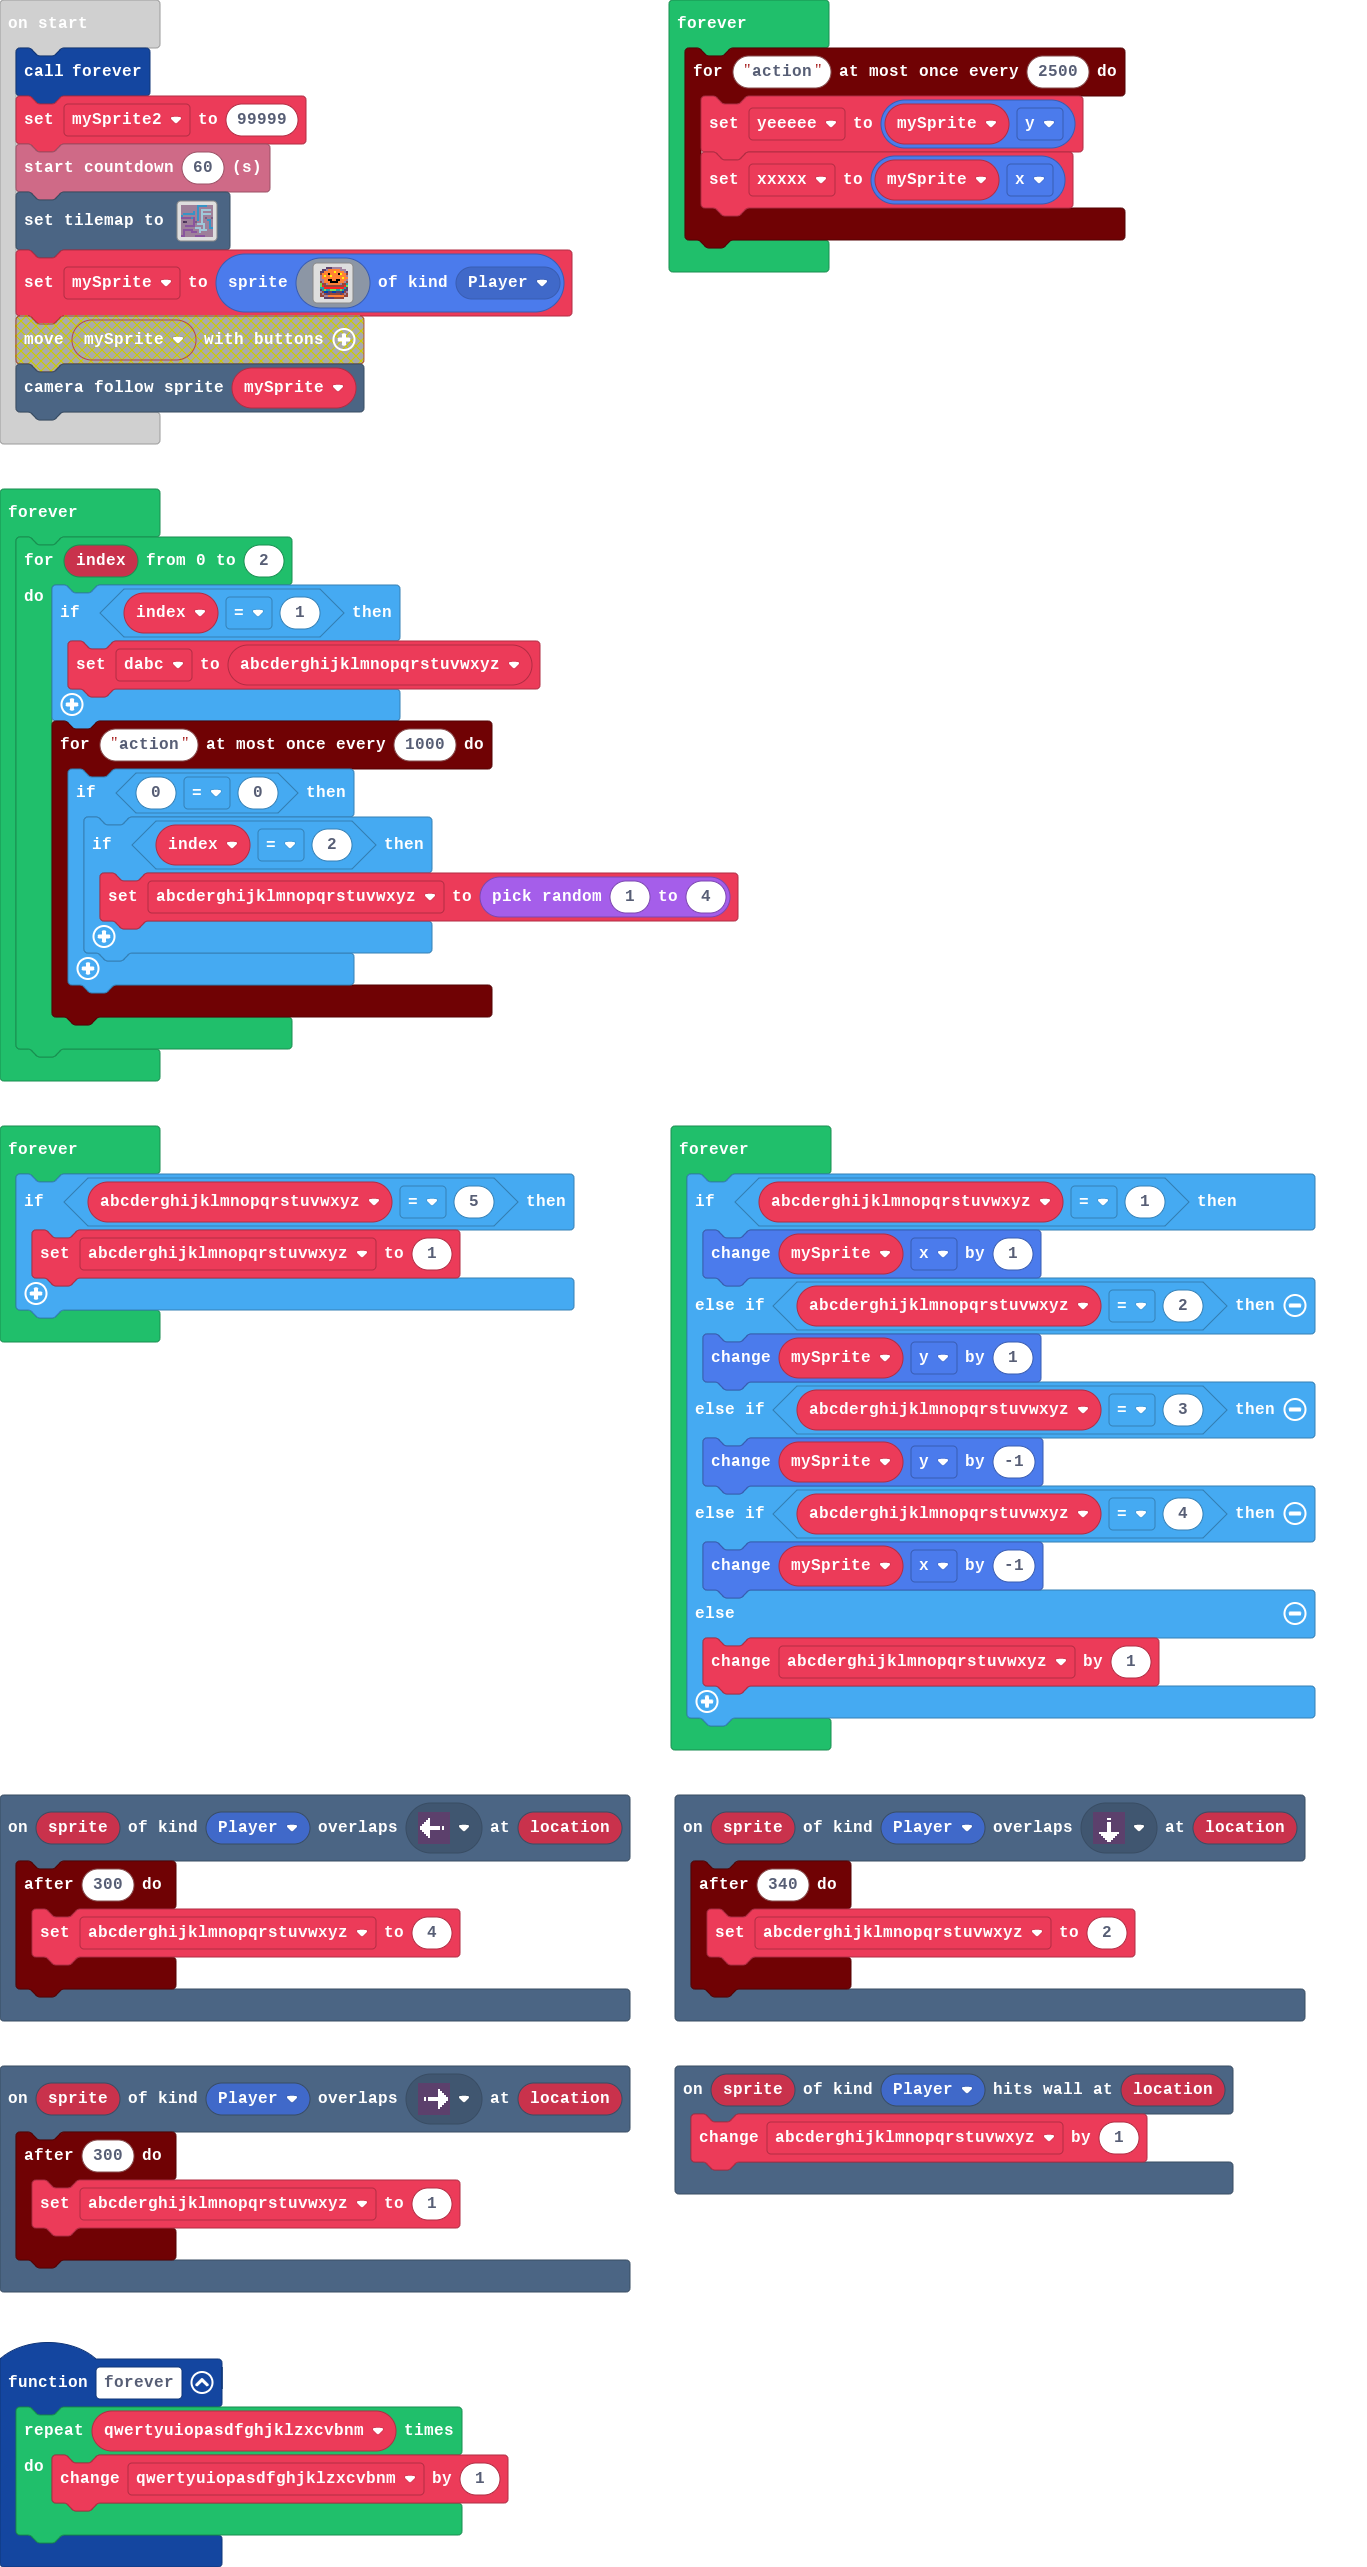 on start
call forever
set mySprite2 to 99999
start countdown 60 (s)
set tilemap to
set mySprite to sprite of kind Player
move mySprite with buttons
camera follow sprite mySprite
forever
for "action" at most once every 2500 do
set yeeeee to mySprite y
set xxxxx to mySprite x
forever
for index from 0 to 2
do
if index = 1 then
set dabc to abcderghijklmnopqrstuvwxyz
for "action" at most once every 1000 do
if 0 = 0 then
if index = 2 then
set abcderghijklmnopqrstuvwxyz to pick random 1 to 4
forever
if abcderghijklmnopqrstuvwxyz = 5 then
set abcderghijklmnopqrstuvwxyz to 1
forever
if abcderghijklmnopqrstuvwxyz = 1 then
change mySprite x by 1
else if abcderghijklmnopqrstuvwxyz = 2 then
change mySprite y by 1
else if abcderghijklmnopqrstuvwxyz = 3 then
change mySprite y by -1
else if abcderghijklmnopqrstuvwxyz = 4 then
change mySprite x by -1
else
change abcderghijklmnopqrstuvwxyz by 1
on sprite of kind Player overlaps at location
after 300 do
set abcderghijklmnopqrstuvwxyz to 4
on sprite of kind Player overlaps at location
after 340 do
set abcderghijklmnopqrstuvwxyz to 2
on sprite of kind Player overlaps at location
after 300 do
set abcderghijklmnopqrstuvwxyz to 1
on sprite of kind Player hits wall at location
change abcderghijklmnopqrstuvwxyz by 1
function forever
repeat qwertyuiopasdfghjklzxcvbnm times
do
change qwertyuiopasdfghjklzxcvbnm by 1